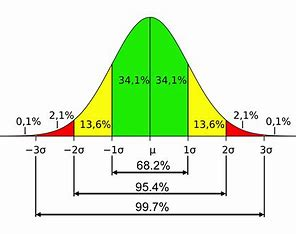 34,1% 34,1%
0,1% 2,1% 13,6% 13,6% 2,1% 0,1%
−3σ −2σ −1σ μ 1σ 2σ 3σ
68.2%
95.4%
99.7%